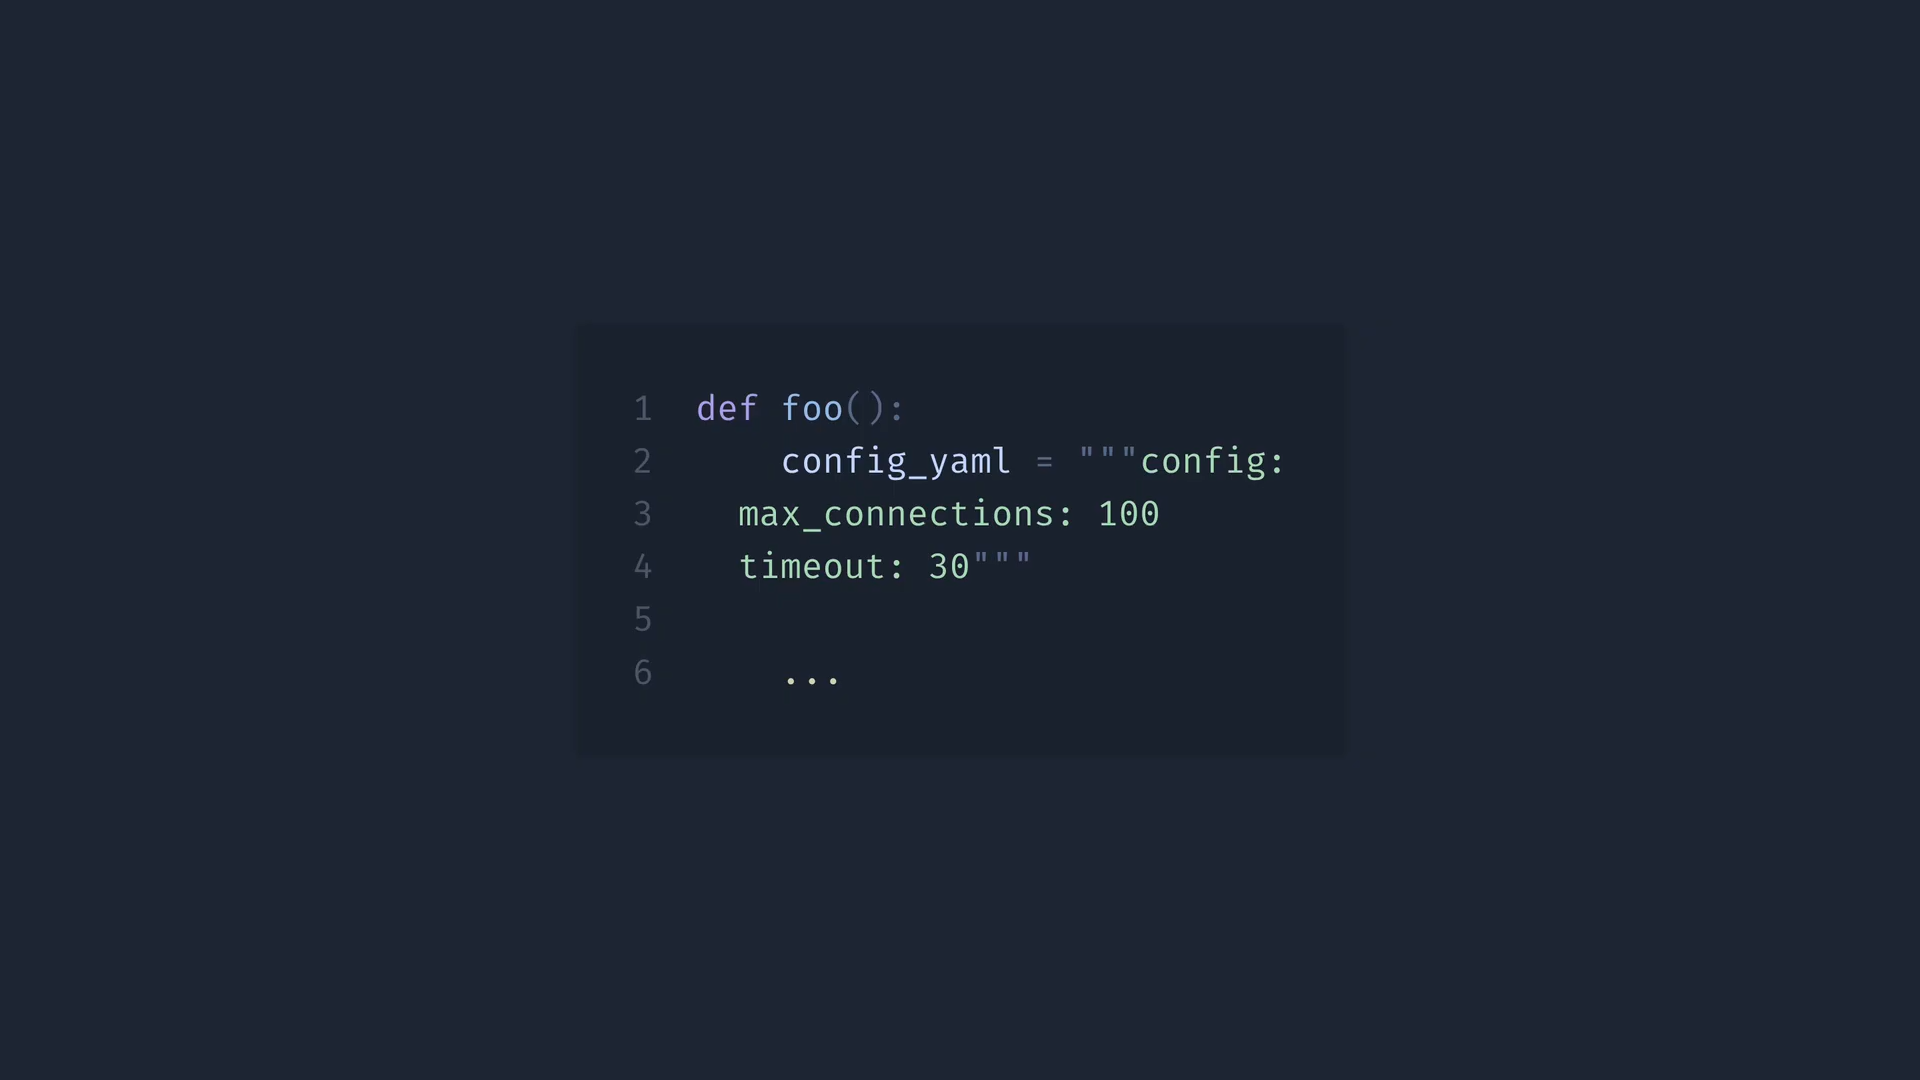 1 def foo():
2     config_yaml = """config:
3   max_connections: 100
4   timeout: 30"""
5
6     ...